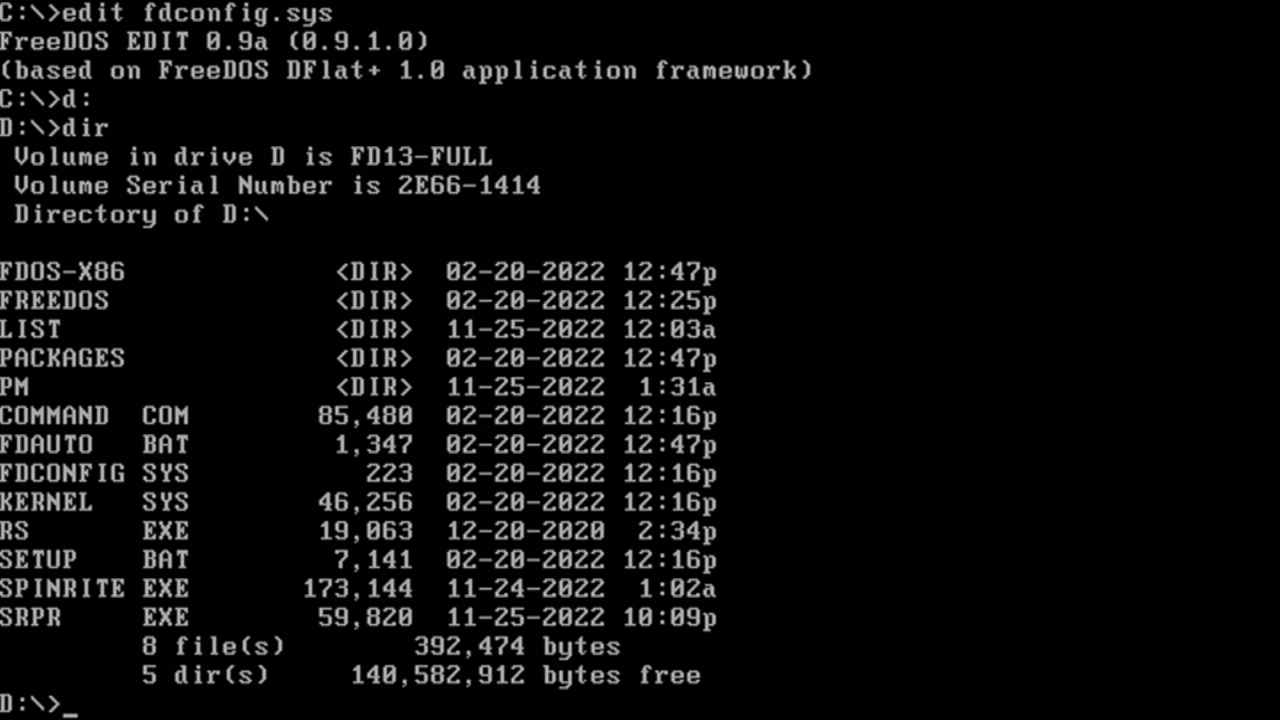 C:\>edit fdconfig.sys
FreeDOS EDIT 0.9a (0.9.1.0)
(based on FreeDOS DFlat+ 1.0 application framework)
C:\>d:
D:\>dir
Volume in drive D is FD13-FULL
Volume Serial Number is 2E66-1414
Directory of D:\
FDOS-X86 <DIR> 02-20-2022 12:47p
FREEDOS <DIR> 02-20-2022 12:25p
LIST <DIR> 11-25-2022 12:03a
PACKAGES <DIR> 02-20-2022 12:47p
PM <DIR> 11-25-2022 1:31a
COMMAND COM 85,480 02-20-2022 12:16p
FDAUTO BAT 1,347 02-20-2022 12:47p
FDCONFIG SYS 223 02-20-2022 12:16p
KERNEL SYS 46,256 02-20-2022 12:16p
RS EXE 19,063 12-20-2020 2:34p
SETUP BAT 7,141 02-20-2022 12:16p
SPINRITE EXE 173,144 11-24-2022 1:02a
SRPR EXE 59,820 11-25-2022 10:09p
8 file(s) 392,474 bytes
5 dir(s) 140,582,912 bytes free
D:\>_